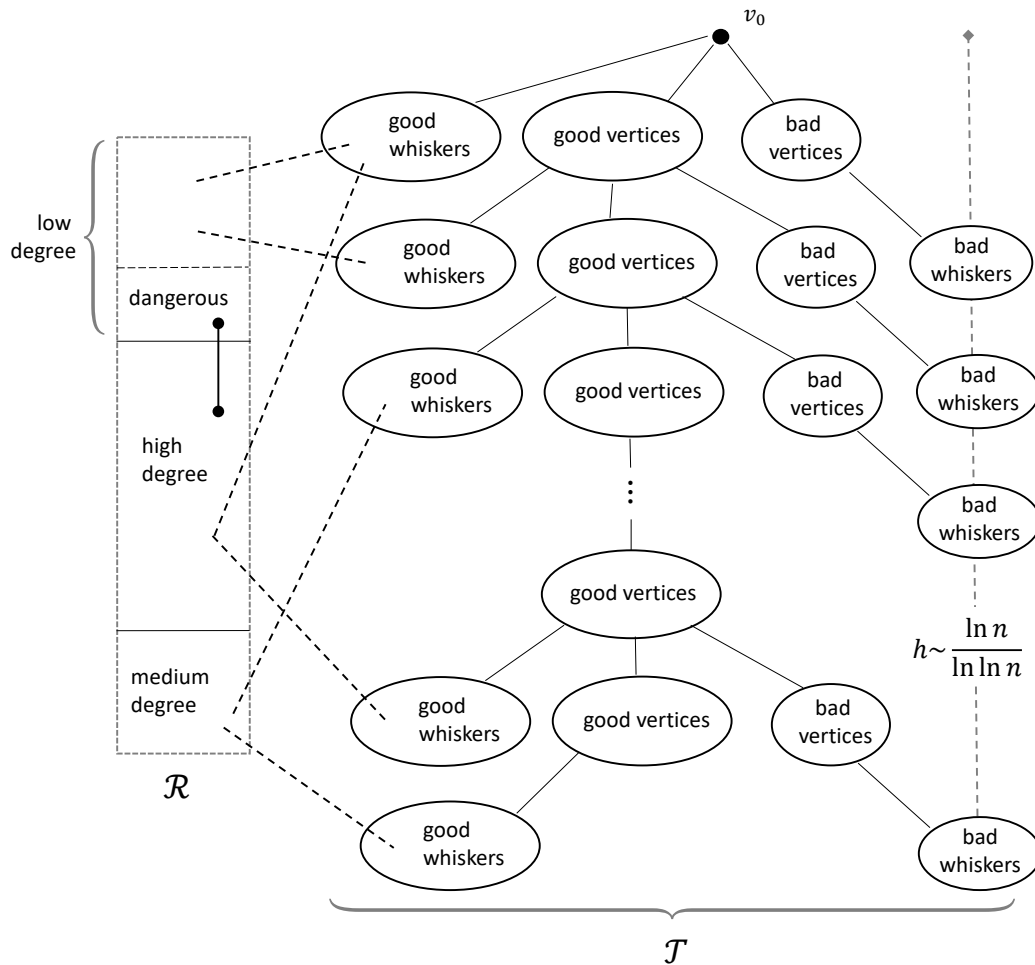 v₀
good
whiskers
good vertices
bad
vertices
low
degree
good
whiskers
good vertices
bad
vertices
bad
whiskers
dangerous
good
whiskers
good vertices
bad
vertices
bad
whiskers
high
degree
⋮
bad
whiskers
good vertices
h~ ln n / ln ln n
medium
degree
good
whiskers
good vertices
bad
vertices
ℛ
good
whiskers
bad
whiskers
𝒯